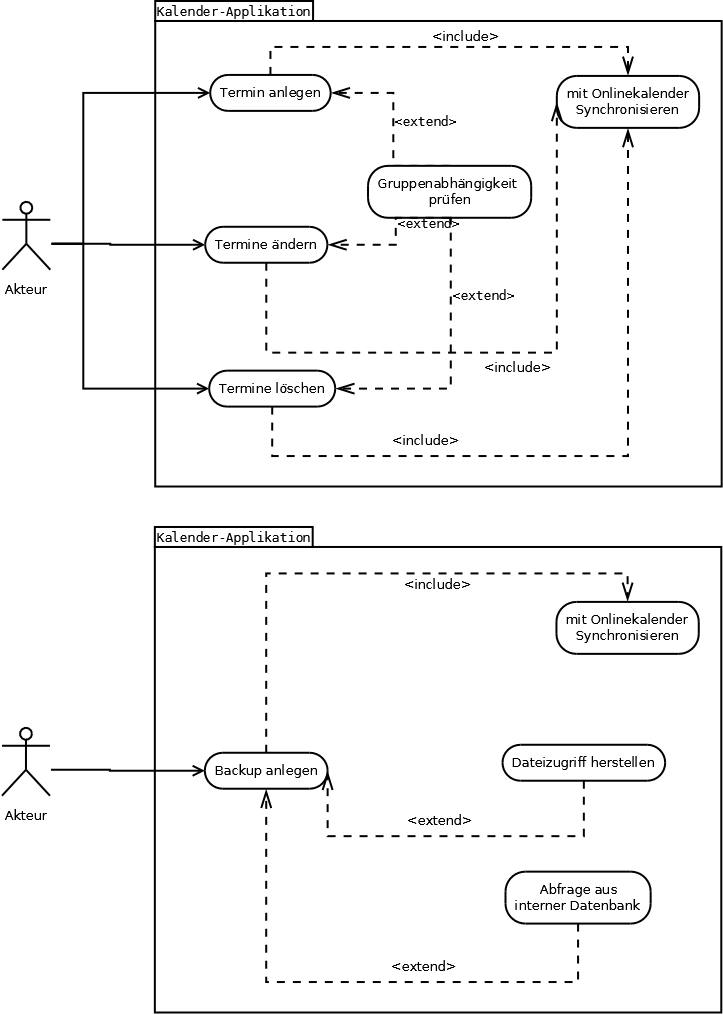 Kalender-Applikation
<include>
Termin anlegen
mit Onlinekalender
Synchronisieren
<extend>
Gruppenabhängigkeit
prüfen
<extend>
Termine ändern
Akteur
<extend>
<include>
Termine löschen
<include>
Kalender-Applikation
<include>
mit Onlinekalender
Synchronisieren
Dateizugriff herstellen
Backup anlegen
Akteur
<extend>
Abfrage aus
interner Datenbank
<extend>